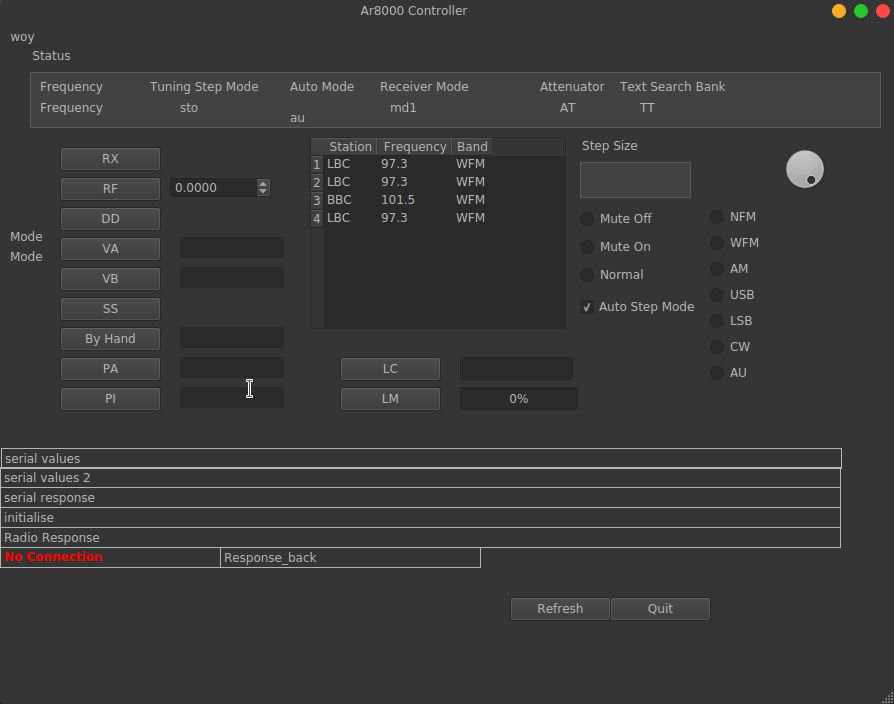 Ar8000 Controller
woy
Status
Frequency Tuning Step Mode Auto Mode Receiver Mode Attenuator Text Search Bank
Frequency sto au md1 AT TT
Station Frequency Band
1 LBC 97.3 WFM
2 LBC 97.3 WFM
3 BBC 101.5 WFM
4 LBC 97.3 WFM
RX
RF 0.0000
DD
Mode
Mode
VA
VB
SS
By Hand
PA
PI
LC
LM 0%
Step Size
Mute Off
Mute On
Normal
Auto Step Mode
NFM
WFM
AM
USB
LSB
CW
AU
serial values
serial values 2
serial response
initialise
Radio Response
No Connection Response_back
Refresh Quit